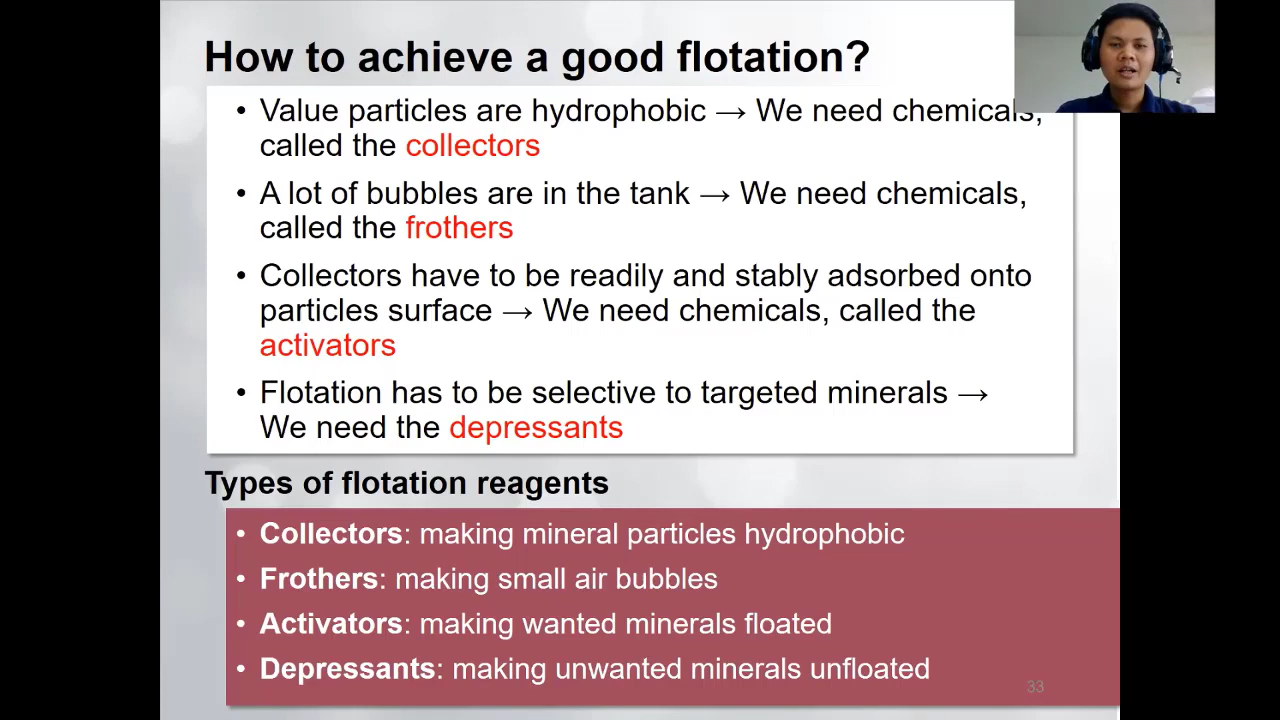 How to achieve a good flotation?
• Value particles are hydrophobic → We need chemicals,
called the collectors
• A lot of bubbles are in the tank → We need chemicals,
called the frothers
• Collectors have to be readily and stably adsorbed onto
particles surface → We need chemicals, called the
activators
• Flotation has to be selective to targeted minerals →
We need the depressants
Types of flotation reagents
• Collectors: making mineral particles hydrophobic
• Frothers: making small air bubbles
• Activators: making wanted minerals floated
• Depressants: making unwanted minerals unfloated
33